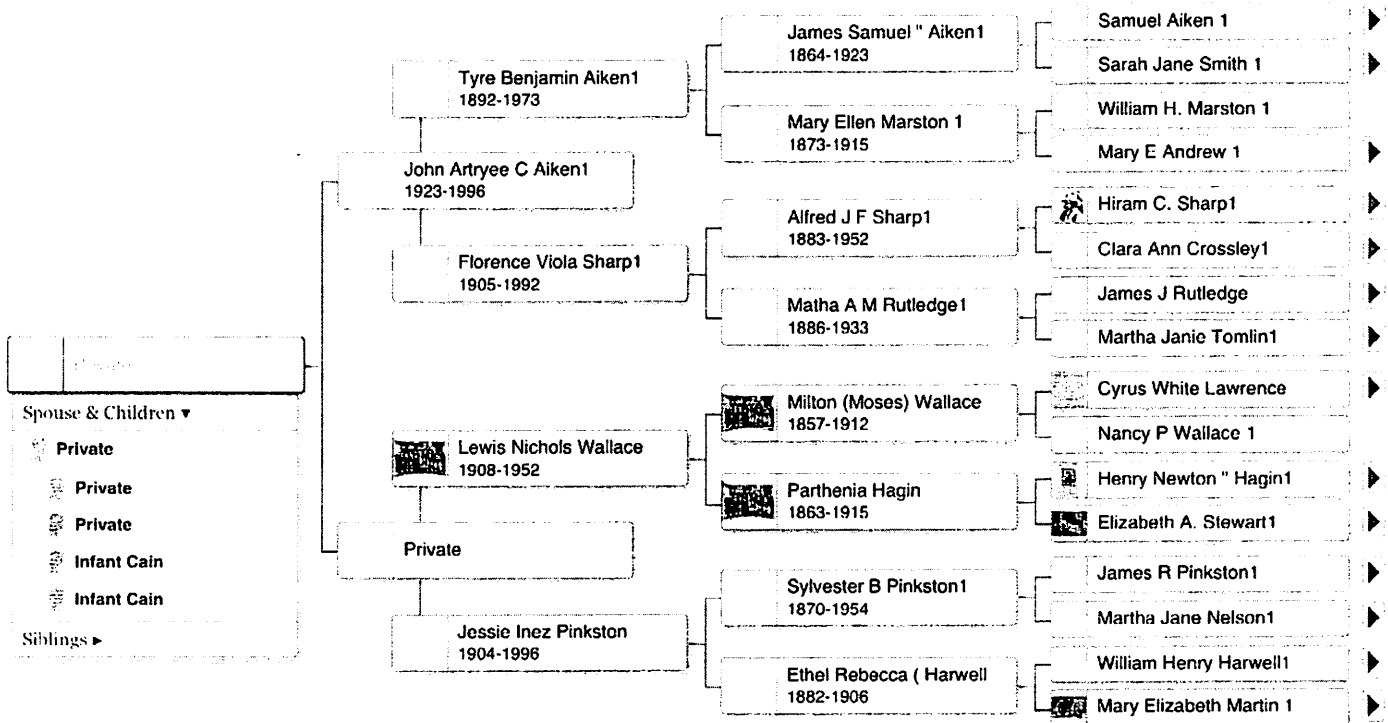 Private
Spouse & Children ▾
Private
Private
Private
Infant Cain
Infant Cain
Siblings ▸
John Artryee C Aiken1
1923-1996
Private
Tyre Benjamin Aiken1
1892-1973
Florence Viola Sharp1
1905-1992
Lewis Nichols Wallace
1908-1952
Jessie Inez Pinkston
1904-1996
James Samuel " Aiken1
1864-1923
Mary Ellen Marston 1
1873-1915
Alfred J F Sharp1
1883-1952
Matha A M Rutledge1
1886-1933
Milton (Moses) Wallace
1857-1912
Parthenia Hagin
1863-1915
Sylvester B Pinkston1
1870-1954
Ethel Rebecca ( Harwell
1882-1906
Samuel Aiken 1
Sarah Jane Smith 1
William H. Marston 1
Mary E Andrew 1
Hiram C. Sharp1
Clara Ann Crossley1
James J Rutledge
Martha Janie Tomlin1
Cyrus White Lawrence
Nancy P Wallace 1
Henry Newton " Hagin1
Elizabeth A. Stewart1
James R Pinkston1
Martha Jane Nelson1
William Henry Harwell1
Mary Elizabeth Martin 1